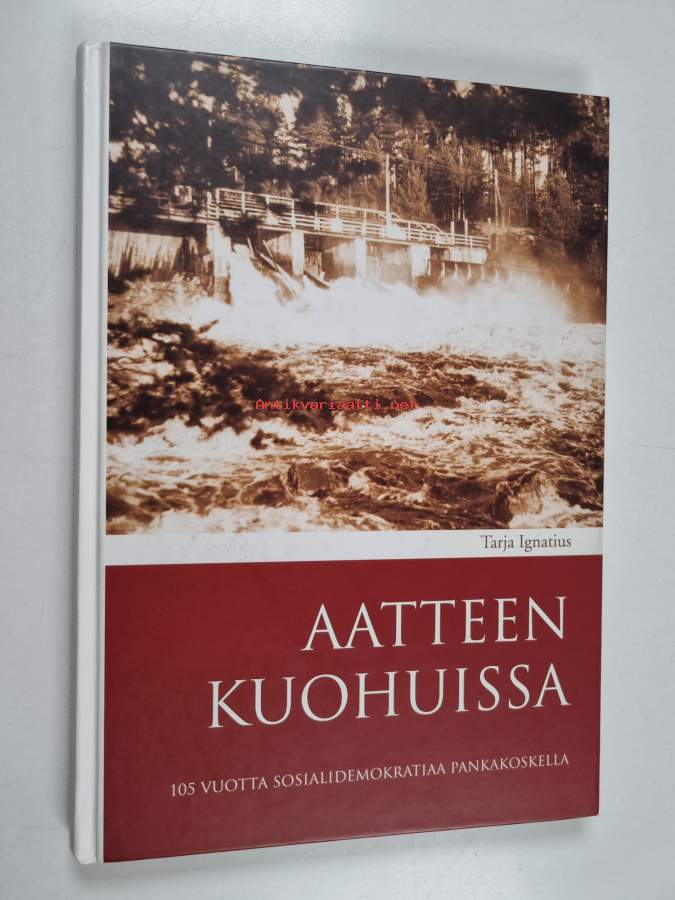 Antikvariaatti.net
Tarja Ignatius
AATTEEN
KUOHUISSA
105 VUOTTA SOSIALIDEMOKRATIAA PANKAKOSKELLA